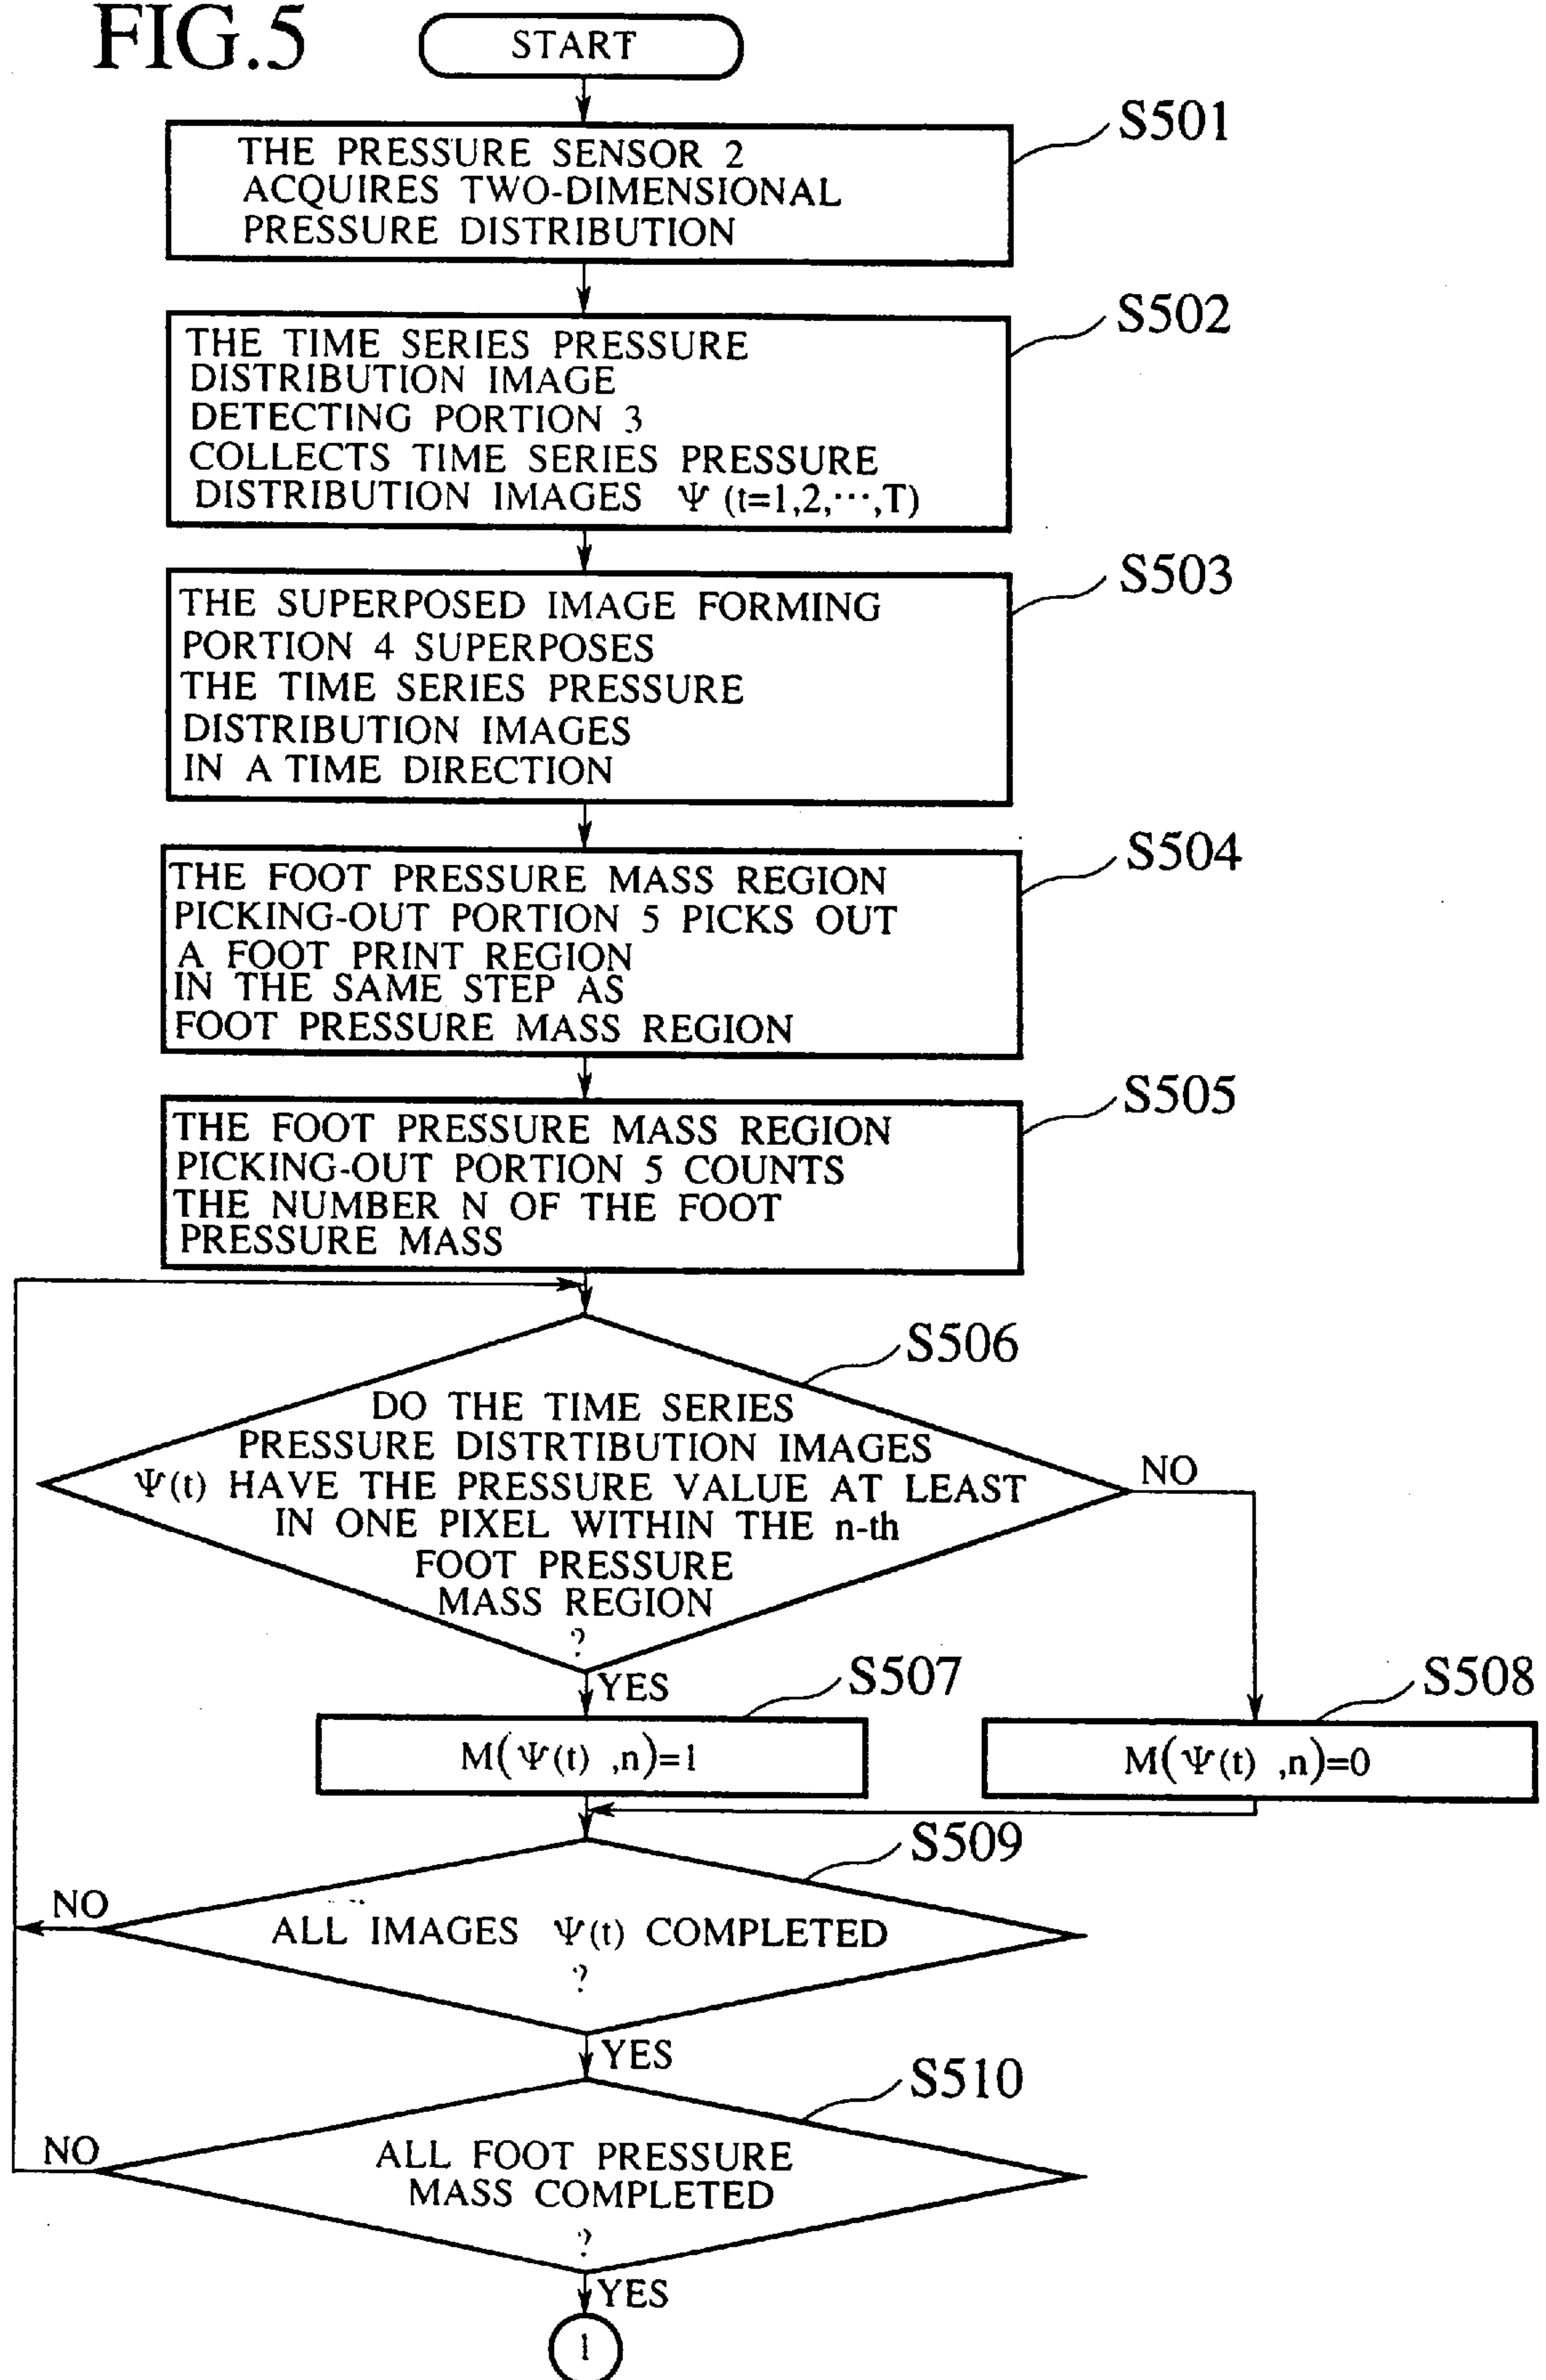 FIG.5
START
S501
THE PRESSURE SENSOR 2
ACQUIRES TWO-DIMENSIONAL
PRESSURE DISTRIBUTION
S502
THE TIME SERIES PRESSURE
DISTRIBUTION IMAGE
DETECTING PORTION 3
COLLECTS TIME SERIES PRESSURE
DISTRIBUTION IMAGES Ψ (t=1,2,···,T)
S503
THE SUPERPOSED IMAGE FORMING
PORTION 4 SUPERPOSES
THE TIME SERIES PRESSURE
DISTRIBUTION IMAGES
IN A TIME DIRECTION
S504
THE FOOT PRESSURE MASS REGION
PICKING-OUT PORTION 5 PICKS OUT
A FOOT PRINT REGION
IN THE SAME STEP AS
FOOT PRESSURE MASS REGION
S505
THE FOOT PRESSURE MASS REGION
PICKING-OUT PORTION 5 COUNTS
THE NUMBER N OF THE FOOT
PRESSURE MASS
S506
DO THE TIME SERIES
PRESSURE DISTRTIBUTION IMAGES
Ψ(t) HAVE THE PRESSURE VALUE AT LEAST
IN ONE PIXEL WITHIN THE n-th
FOOT PRESSURE
MASS REGION
?
NO
YES
S507
M(Ψ(t) ,n)=1
S508
M(Ψ(t) ,n)=0
S509
ALL IMAGES Ψ(t) COMPLETED
?
NO
YES
S510
ALL FOOT PRESSURE
MASS COMPLETED
?
NO
YES
1